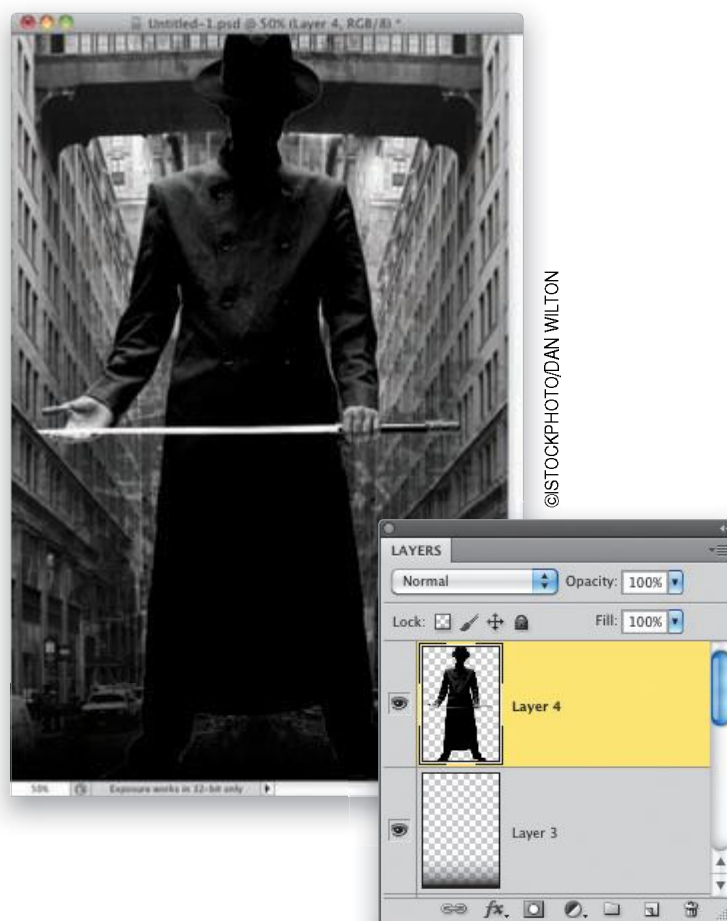 Untitled-1.psd @ 50% (Layer 4, RGB/8) *
©ISTOCKPHOTO/DAN WILTON
LAYERS
Normal Opacity: 100%
Lock: Fill: 100%
Layer 4
Layer 3
50% Exposure works in 32-bit only